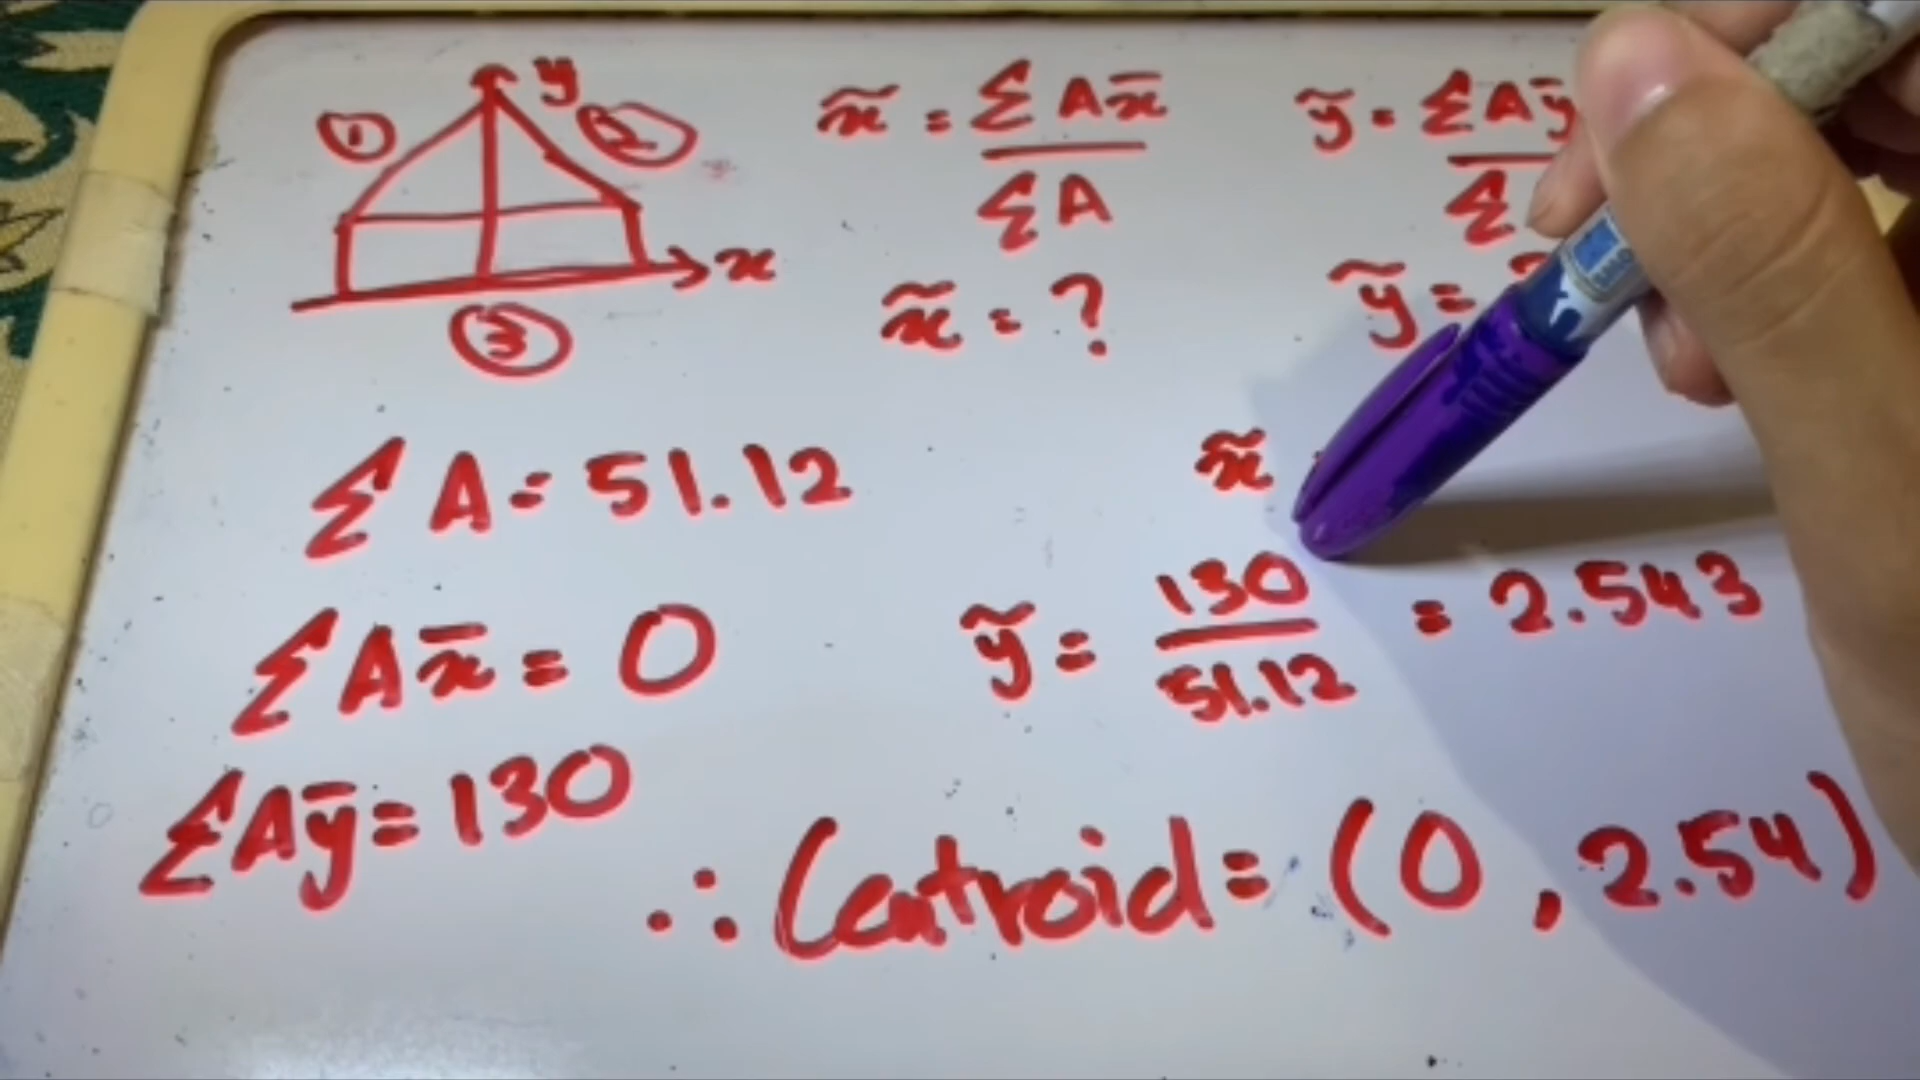 y
① ②
x
③
x̃ = ΣAx̄ / ΣA
ỹ = ΣAȳ / Σ
x̃ = ?
ỹ =
ΣA = 51.12
x̃
ΣAx̄ = 0
ỹ = 130 / 51.12 = 2.543
ΣAȳ = 130
∴ Centroid = (0, 2.54)